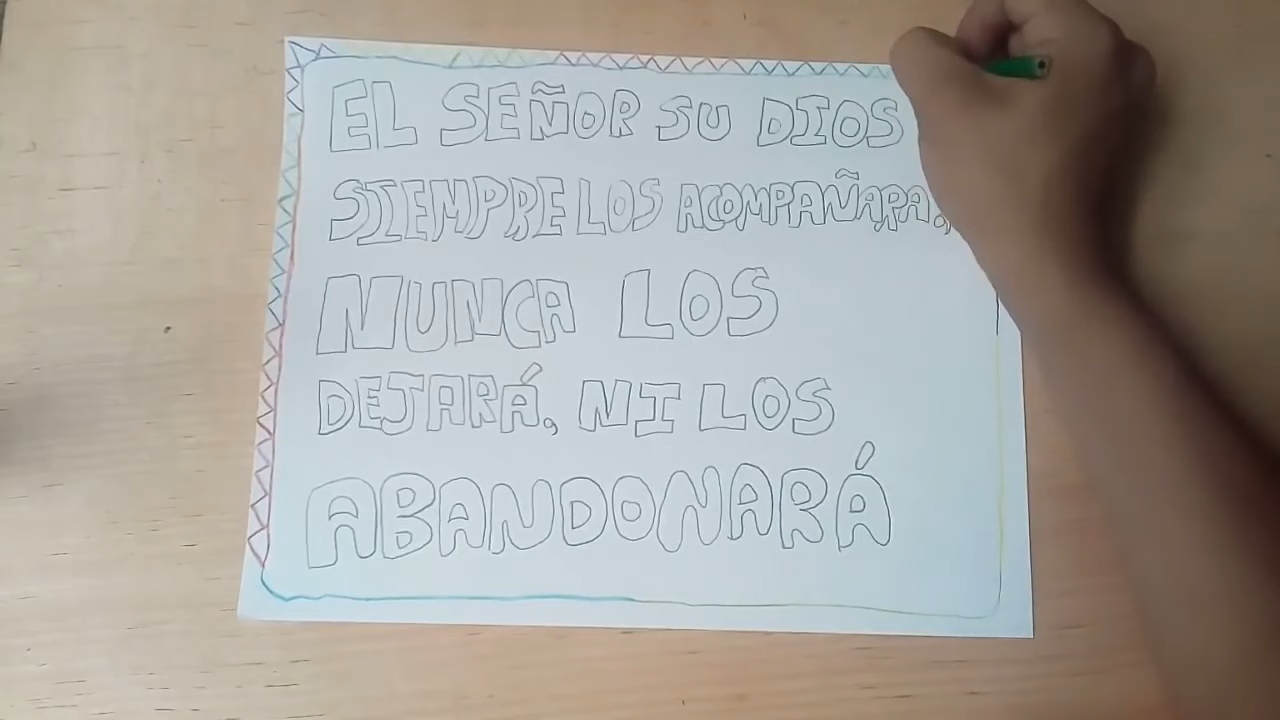 EL SEÑOR SU DIOS
SIEMPRE LOS ACOMPAÑARA,
NUNCA LOS
DEJARÁ, NI LOS
ABANDONARÁ